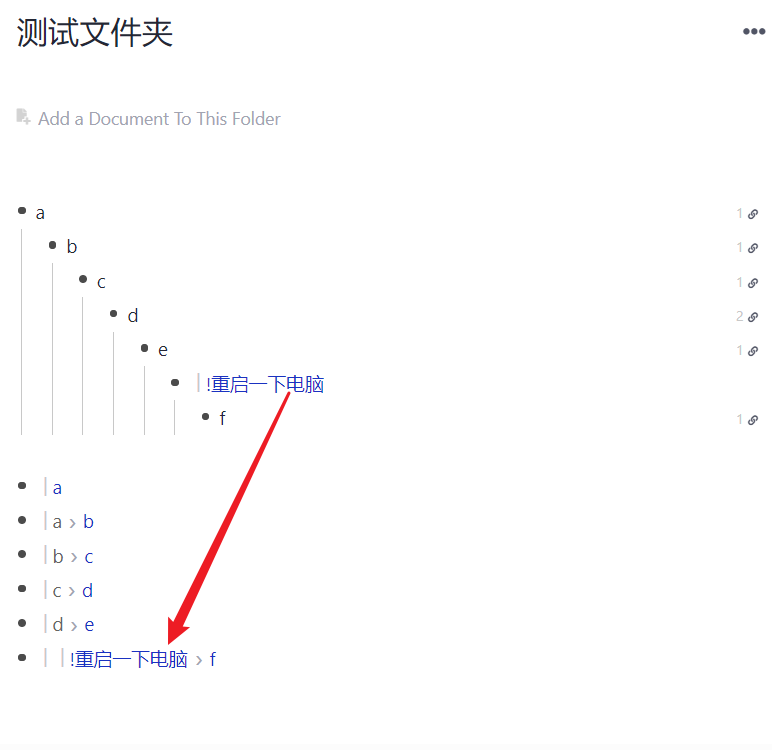 测试文件夹
Add a Document To This Folder
a 1
b 1
c 1
d 2
e 1
!重启一下电脑
f 1
a
a › b
b › c
c › d
d › e
!重启一下电脑 › f